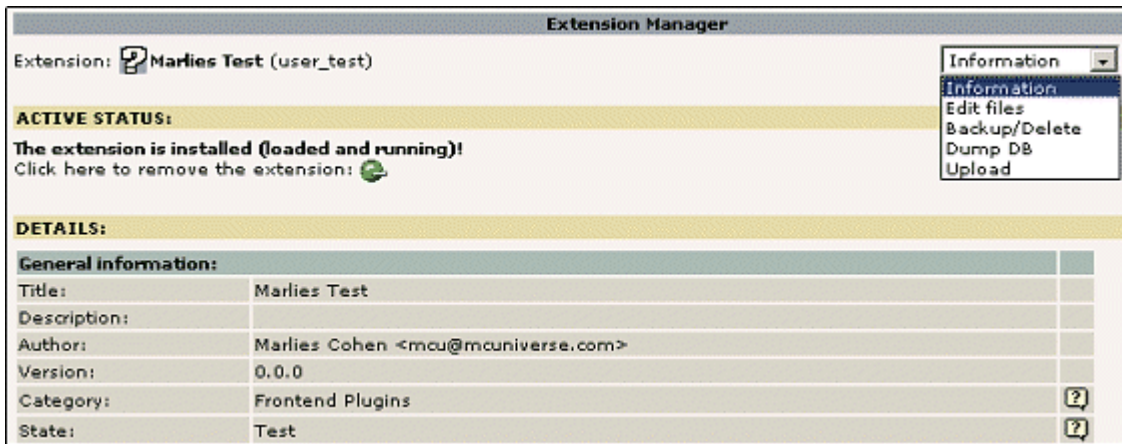 Extension Manager
Extension: Marlies Test (user_test)
Information
Information
Edit files
Backup/Delete
Dump DB
Upload
ACTIVE STATUS:
The extension is installed (loaded and running)!
Click here to remove the extension:
DETAILS:
General information:
Title: Marlies Test
Description:
Author: Marlies Cohen <mcu@mcuniverse.com>
Version: 0.0.0
Category: Frontend Plugins ?
State: Test ?